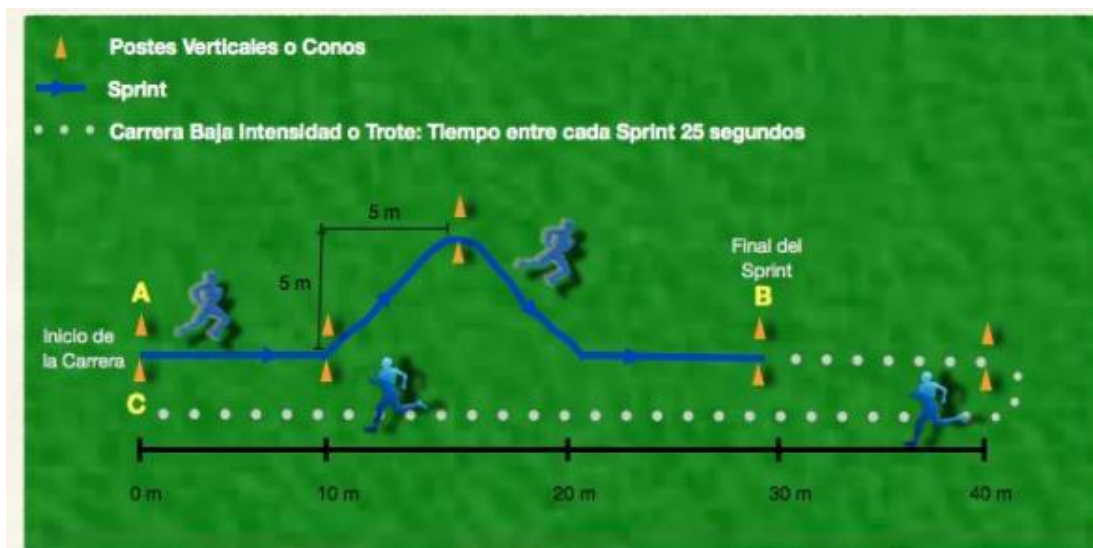 Postes Verticales o Conos
Sprint
Carrera Baja Intensidad o Trote: Tiempo entre cada Sprint 25 segundos
5 m
5 m
Final del
Sprint
A
B
Inicio de
la Carrera
C
0 m
10 m
20 m
30 m
40 m